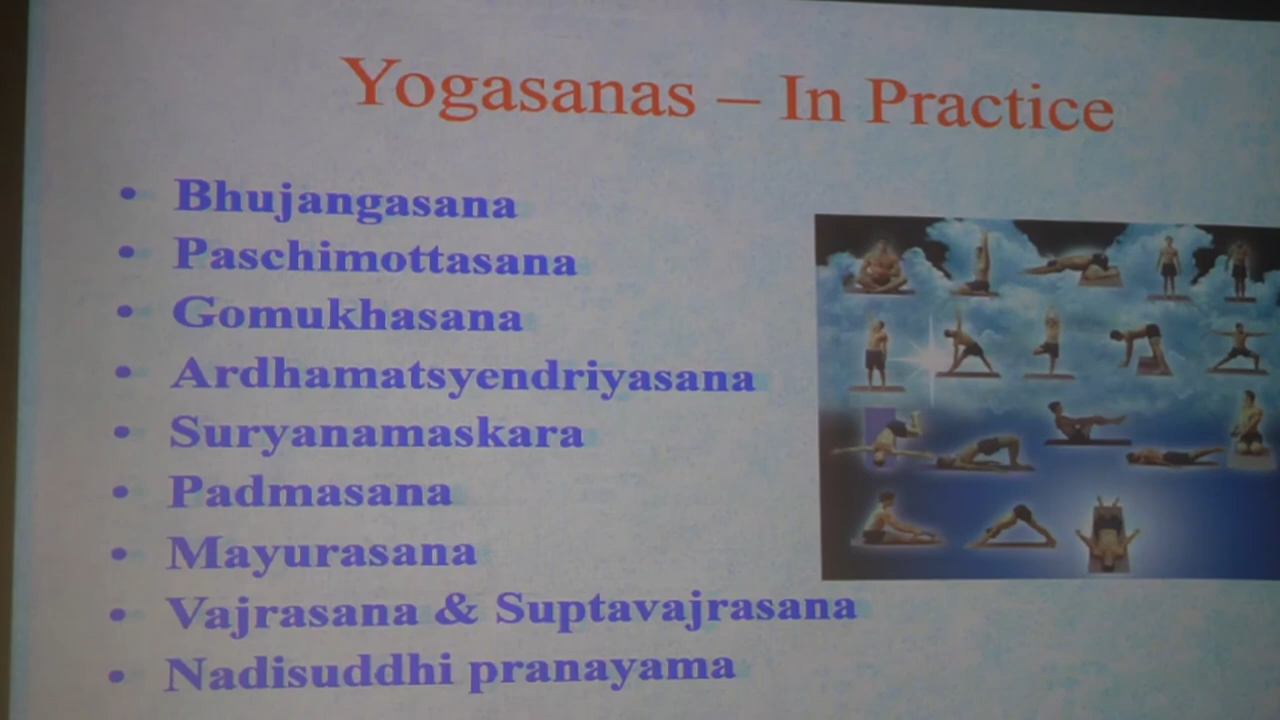 Yogasanas – In Practice
• Bhujangasana
• Paschimottasana
• Gomukhasana
• Ardhamatsyendriyasana
• Suryanamaskara
• Padmasana
• Mayurasana
• Vajrasana & Suptavajrasana
• Nadisuddhi pranayama